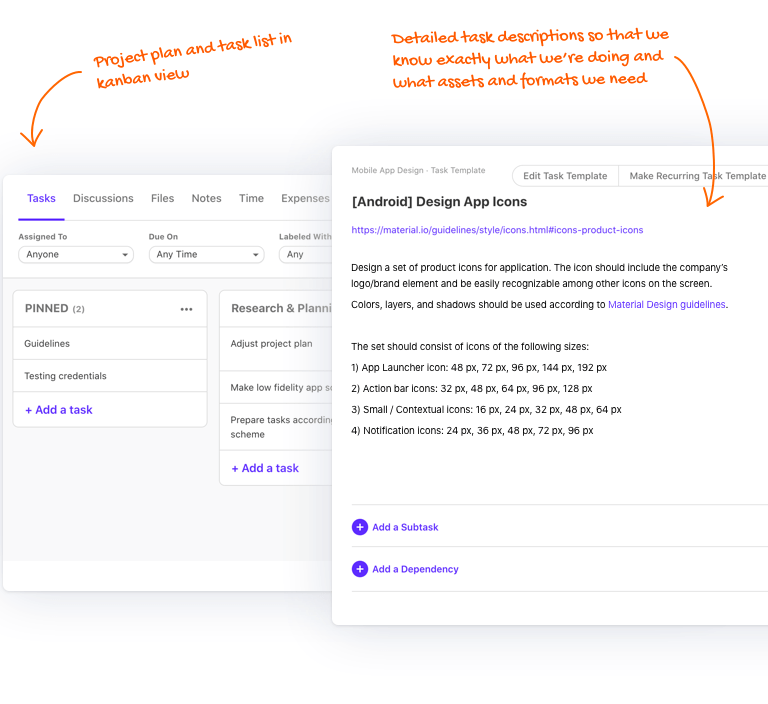 Project plan and task list in
kanban view
Detailed task descriptions so that we
know exactly what we're doing and
what assets and formats we need
Tasks Discussions Files Notes Time Expenses
Assigned To Due On Labeled With
Anyone Any Time Any
PINNED (2) •••
Guidelines
Testing credentials
+ Add a task
Research & Planni
Adjust project plan
Make low fidelity app s
Prepare tasks according
scheme
+ Add a task
Mobile App Design · Task Template
Edit Task Template Make Recurring Task Template
[Android] Design App Icons
https://material.io/guidelines/style/icons.html#icons-product-icons
Design a set of product icons for application. The icon should include the company's
logo/brand element and be easily recognizable among other icons on the screen.
Colors, layers, and shadows should be used according to Material Design guidelines.
The set should consist of icons of the following sizes:
1) App Launcher icon: 48 px, 72 px, 96 px, 144 px, 192 px
2) Action bar icons: 32 px, 48 px, 64 px, 96 px, 128 px
3) Small / Contextual icons: 16 px, 24 px, 32 px, 48 px, 64 px
4) Notification icons: 24 px, 36 px, 48 px, 72 px, 96 px
Add a Subtask
Add a Dependency